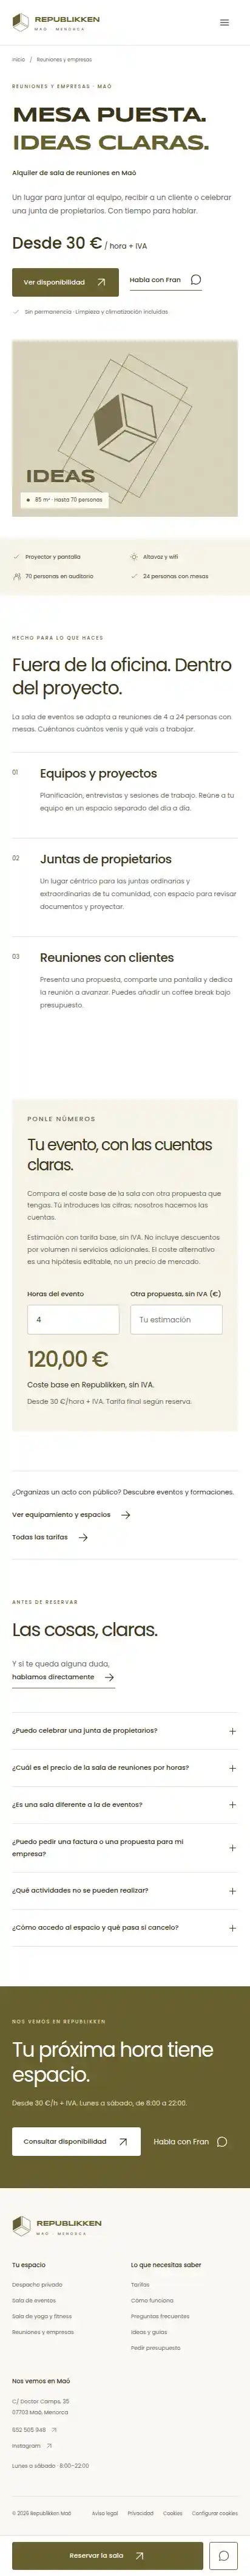 REPUBLIKKEN
MAÓ · MENORCA
Inicio / Reuniones y empresas
REUNIONES Y EMPRESAS · MAÓ
MESA PUESTA.
IDEAS CLARAS.
Alquiler de sala de reuniones en Maó
Un lugar para juntar al equipo, recibir a un cliente o celebrar
una junta de propietarios. Con tiempo para hablar.
Desde 30 € / hora + IVA
Ver disponibilidad
Habla con Fran
Sin permanencia · Limpieza y climatización incluidas
IDEAS
85 m² · Hasta 70 personas
Proyector y pantalla
Altavoz y wifi
70 personas en auditorio
24 personas con mesas
HECHO PARA LO QUE HACES
Fuera de la oficina. Dentro
del proyecto.
La sala de eventos se adapta a reuniones de 4 a 24 personas con
mesas. Cuéntanos cuántos venís y qué vais a trabajar.
01
Equipos y proyectos
Planificación, entrevistas y sesiones de trabajo. Reúne a tu
equipo en un espacio separado del día a día.
02
Juntas de propietarios
Un lugar céntrico para las juntas ordinarias y
extraordinarias de tu comunidad, con espacio para revisar
documentos y proyectar.
03
Reuniones con clientes
Presenta una propuesta, comparte una pantalla y dedica
la reunión a avanzar. Puedes añadir un coffee break bajo
presupuesto.
PONLE NÚMEROS
Tu evento, con las cuentas
claras.
Compara el coste base de la sala con otra propuesta que
tengas. Tú introduces las cifras: nosotros hacemos las
cuentas.
Estimación con tarifa base, sin IVA. No incluye descuentos
por volumen ni servicios adicionales. El coste alternativo
es una hipótesis editable, no un precio de mercado.
Horas del evento
Otra propuesta, sin IVA (€)
4
Tu estimación
120,00 €
Coste base en Republikken, sin IVA.
Desde 30 €/hora + IVA. Tarifa final según reserva.
¿Organizas un acto con público? Descubre eventos y formaciones.
Ver equipamiento y espacios
Todas las tarifas
ANTES DE RESERVAR
Las cosas, claras.
Y si te queda alguna duda,
hablamos directamente
¿Puedo celebrar una junta de propietarios?
¿Cuál es el precio de la sala de reuniones por horas?
¿Es una sala diferente a la de eventos?
¿Puedo pedir una factura o una propuesta para mi
empresa?
¿Qué actividades no se pueden realizar?
¿Cómo accedo al espacio y qué pasa si cancelo?
NOS VEMOS EN REPUBLIKKEN
Tu próxima hora tiene
espacio.
Desde 30 €/h + IVA. Lunes a sábado, de 8:00 a 22:00.
Consultar disponibilidad
Habla con Fran
REPUBLIKKEN
MAÓ · MENORCA
Tu espacio
Lo que necesitas saber
Despacho privado
Tarifas
Sala de eventos
Cómo funciona
Sala de yoga y fitness
Preguntas frecuentes
Reuniones y empresas
Ideas y guías
Pedir presupuesto
Nos vemos en Maó
C/ Doctor Camps, 25
07703 Maó, Menorca
Instagram
Lunes a sábado · 8:00–22:00
© 2026 Republikken Maó
Aviso legal
Privacidad
Cookies
Configurar cookies
Reservar la sala